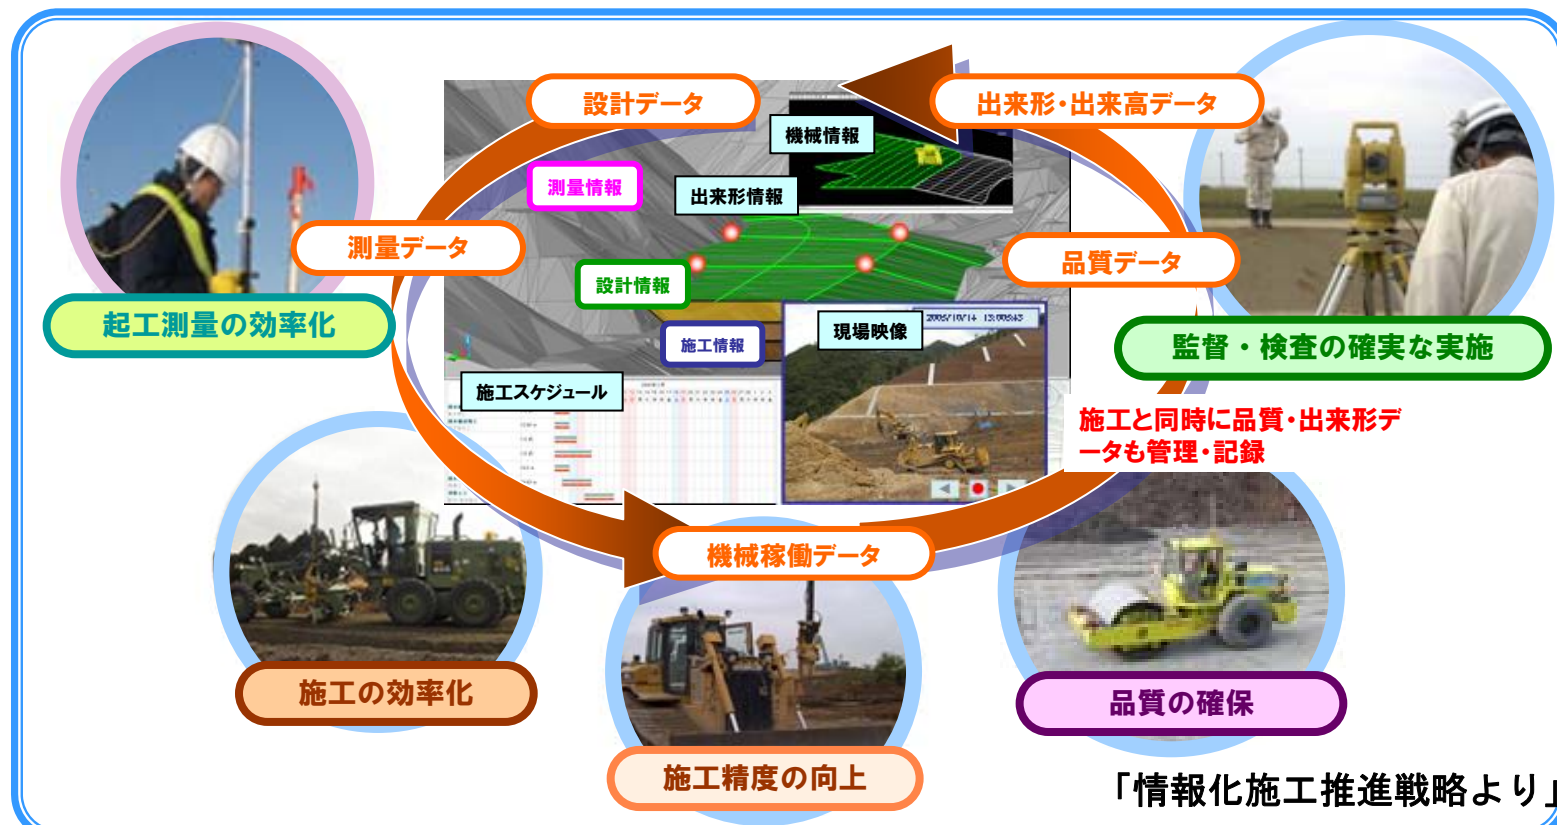 設計データ
出来形・出来高データ
機械情報
測量情報
出来形情報
測量データ
品質データ
設計情報
起工測量の効率化
2005/10/14
現場映像
施工情報
監督・検査の確実な実施
施工スケジュール
施工と同時に品質・出来形デ
ータも管理・記録
機械稼働データ
施工の効率化
品質の確保
施工精度の向上
「情報化施工推進戦略より」